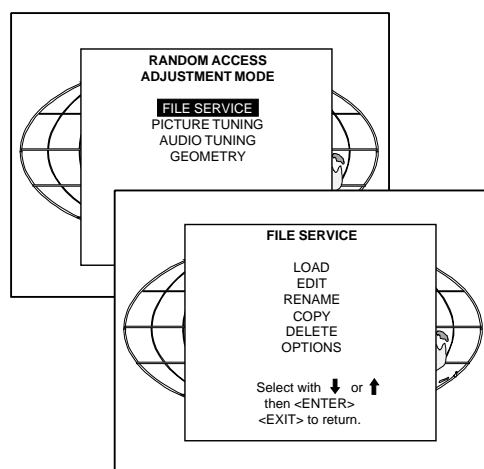 RANDOM ACCESS
ADJUSTMENT MODE
FILE SERVICE
PICTURE TUNING
AUDIO TUNING
GEOMETRY
FILE SERVICE
LOAD
EDIT
RENAME
COPY
DELETE
OPTIONS
Select with ⬇ or ⬆
then <ENTER>
<EXIT> to return.